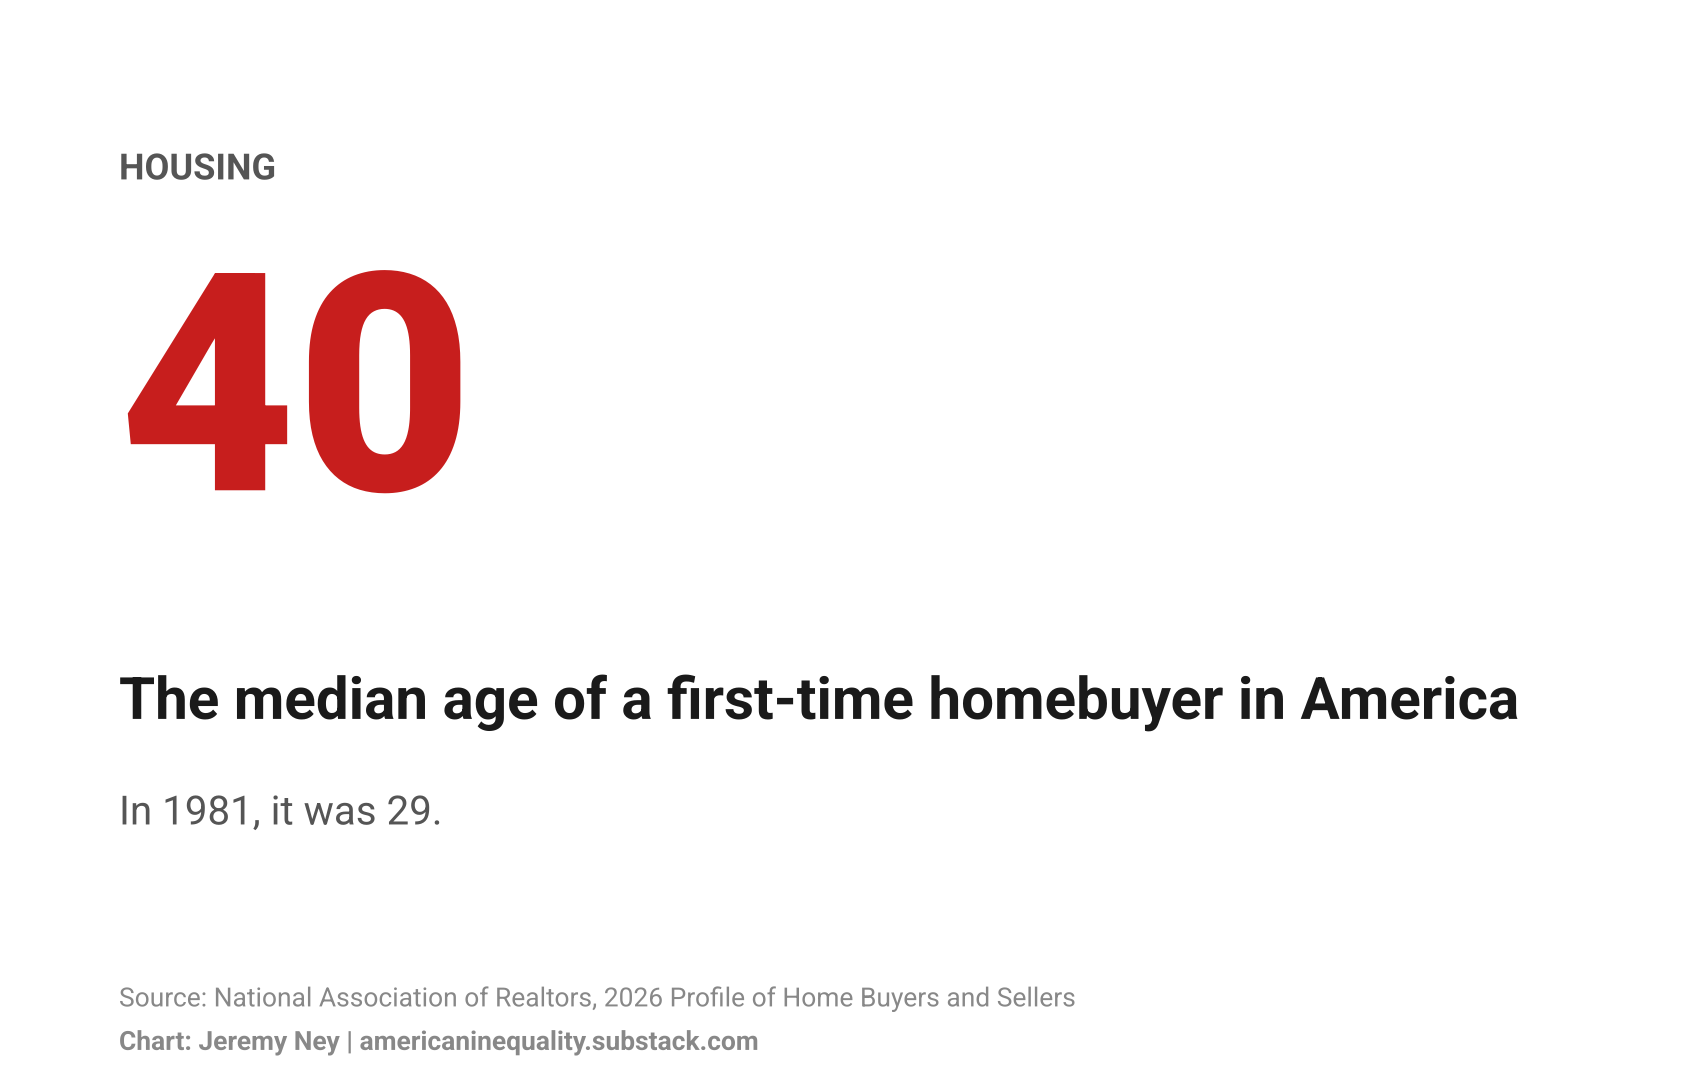 HOUSING
40
The median age of a first-time homebuyer in America
In 1981, it was 29.
Source: National Association of Realtors, 2026 Profile of Home Buyers and Sellers
Chart: Jeremy Ney | americaninequality.substack.com